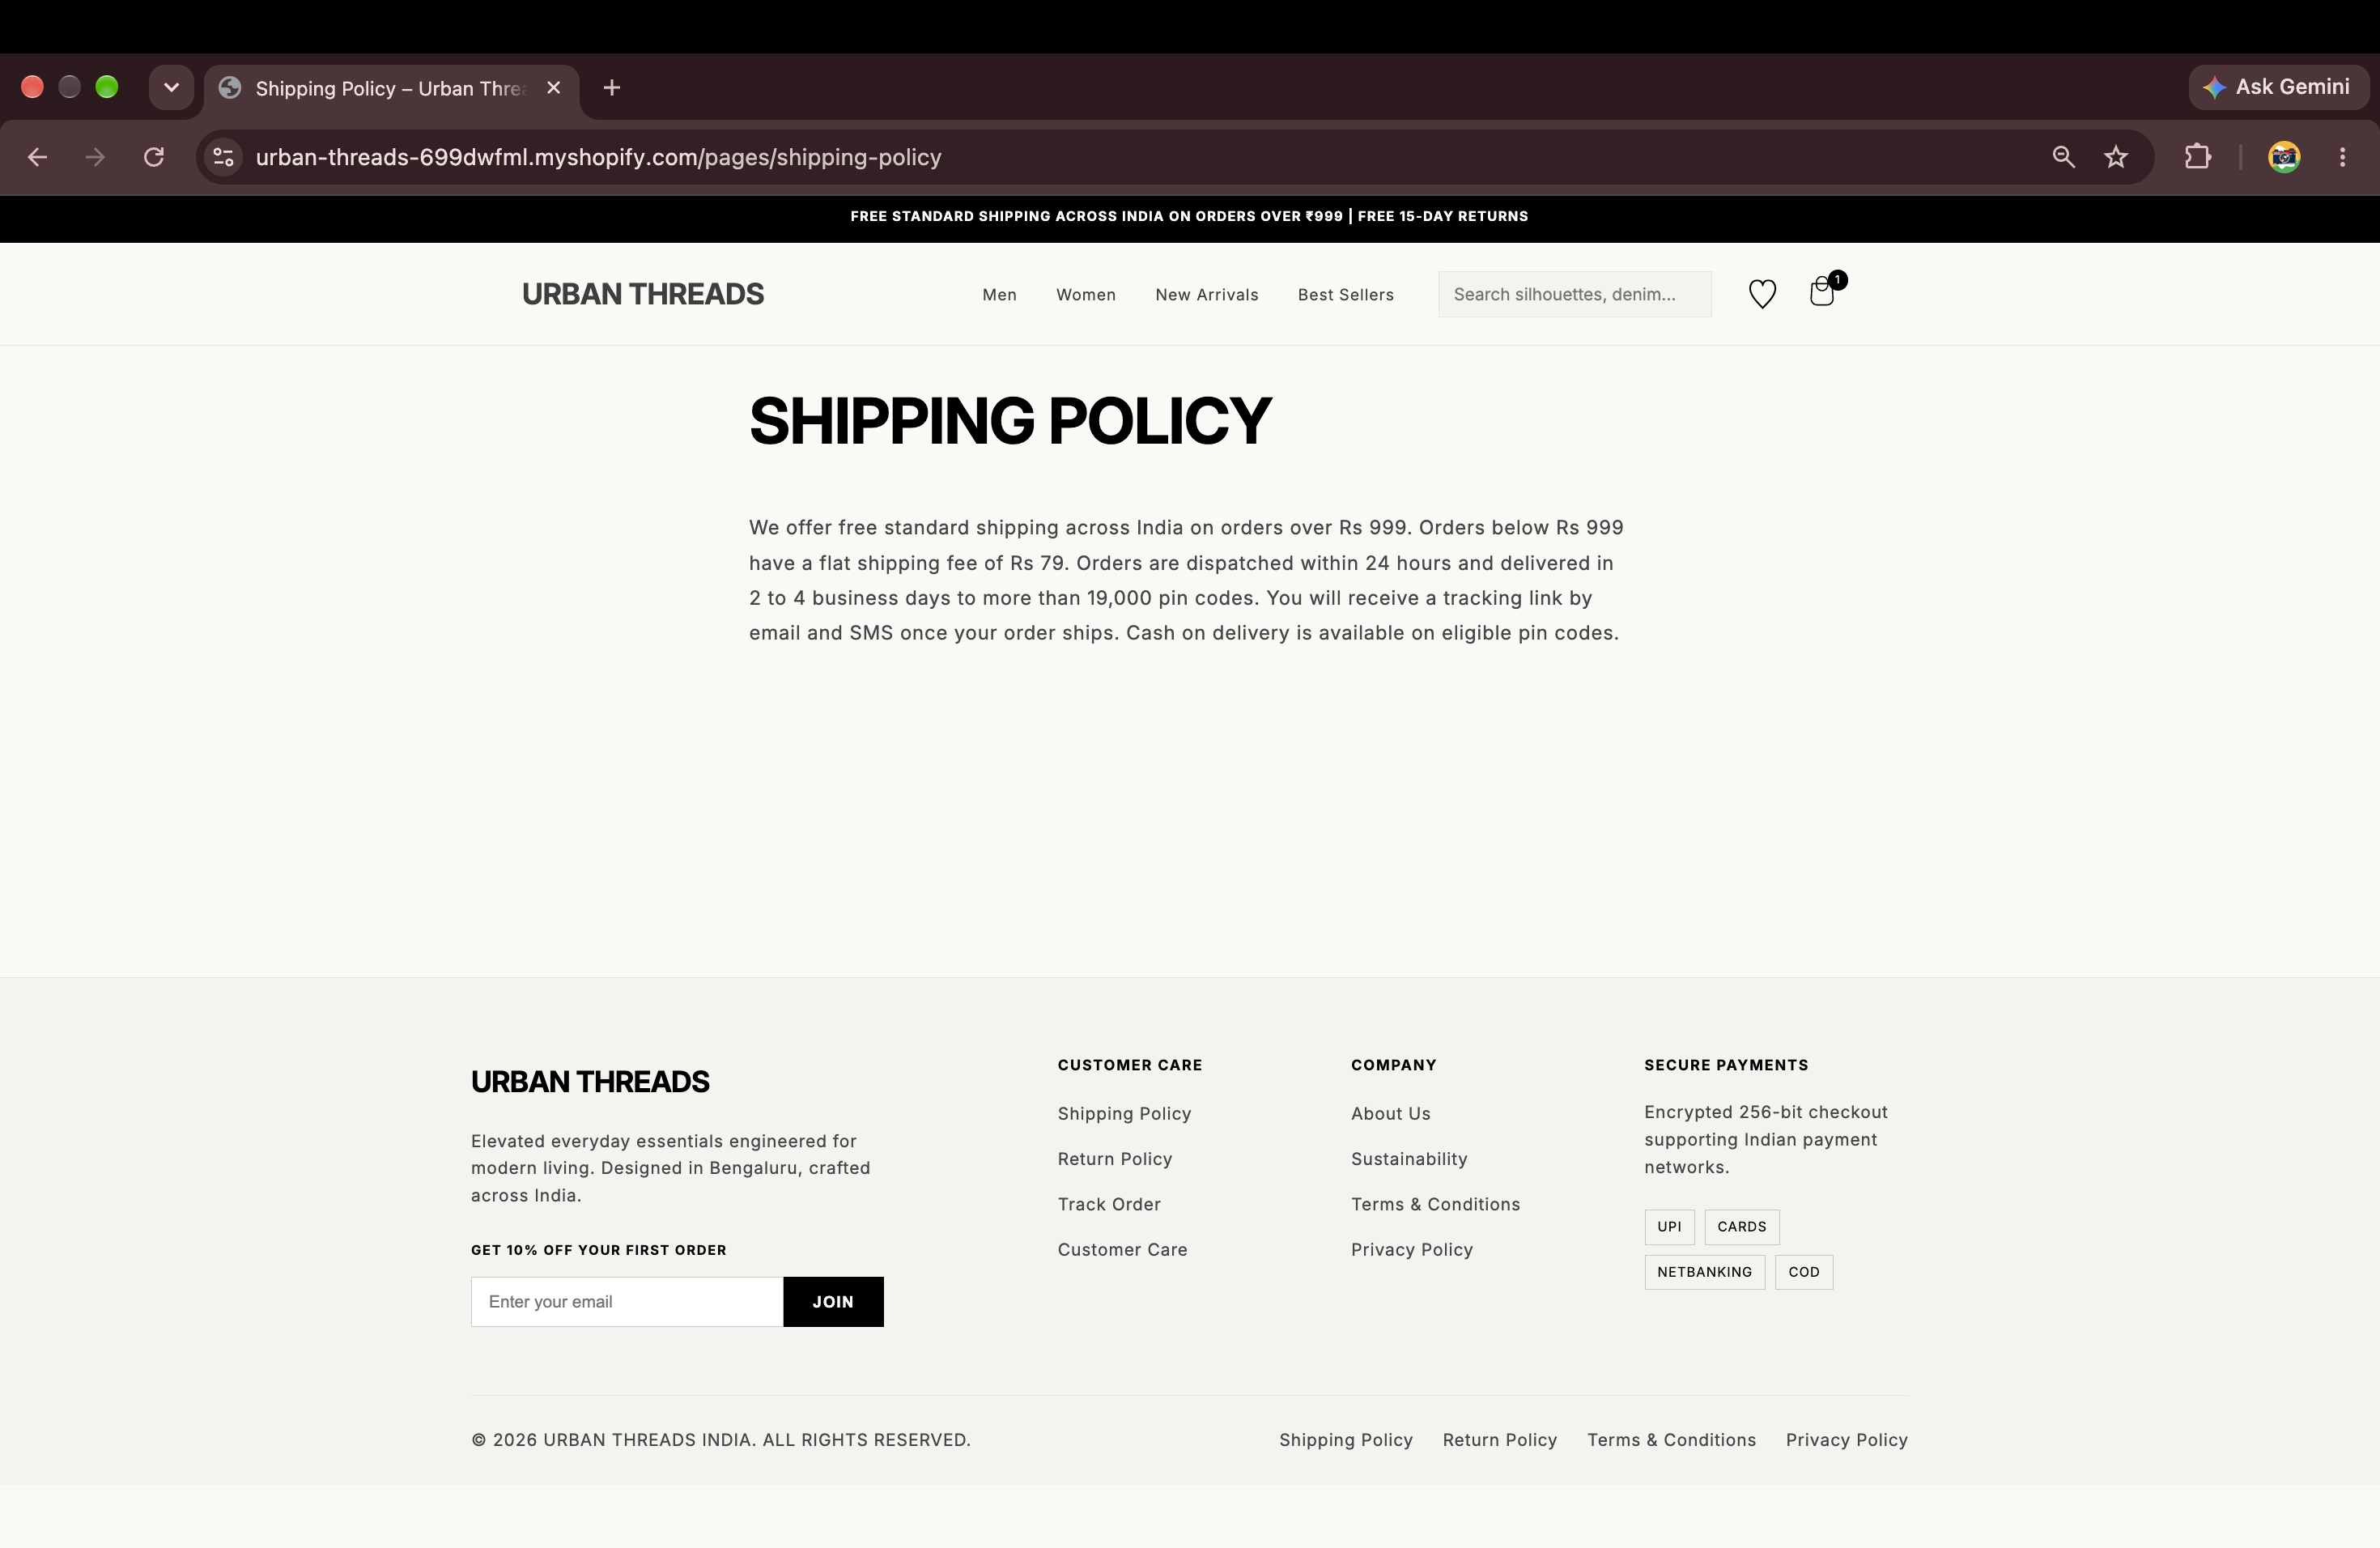 Shipping Policy – Urban Threa
Ask Gemini
urban-threads-699dwfml.myshopify.com/pages/shipping-policy
FREE STANDARD SHIPPING ACROSS INDIA ON ORDERS OVER ₹999 | FREE 15-DAY RETURNS
URBAN THREADS
Men
Women
New Arrivals
Best Sellers
Search silhouettes, denim...
1
SHIPPING POLICY
We offer free standard shipping across India on orders over Rs 999. Orders below Rs 999
have a flat shipping fee of Rs 79. Orders are dispatched within 24 hours and delivered in
2 to 4 business days to more than 19,000 pin codes. You will receive a tracking link by
email and SMS once your order ships. Cash on delivery is available on eligible pin codes.
URBAN THREADS
Elevated everyday essentials engineered for
modern living. Designed in Bengaluru, crafted
across India.
GET 10% OFF YOUR FIRST ORDER
Enter your email
JOIN
CUSTOMER CARE
Shipping Policy
Return Policy
Track Order
Customer Care
COMPANY
About Us
Sustainability
Terms & Conditions
Privacy Policy
SECURE PAYMENTS
Encrypted 256-bit checkout
supporting Indian payment
networks.
UPI
CARDS
NETBANKING
COD
© 2026 URBAN THREADS INDIA. ALL RIGHTS RESERVED.
Shipping Policy
Return Policy
Terms & Conditions
Privacy Policy